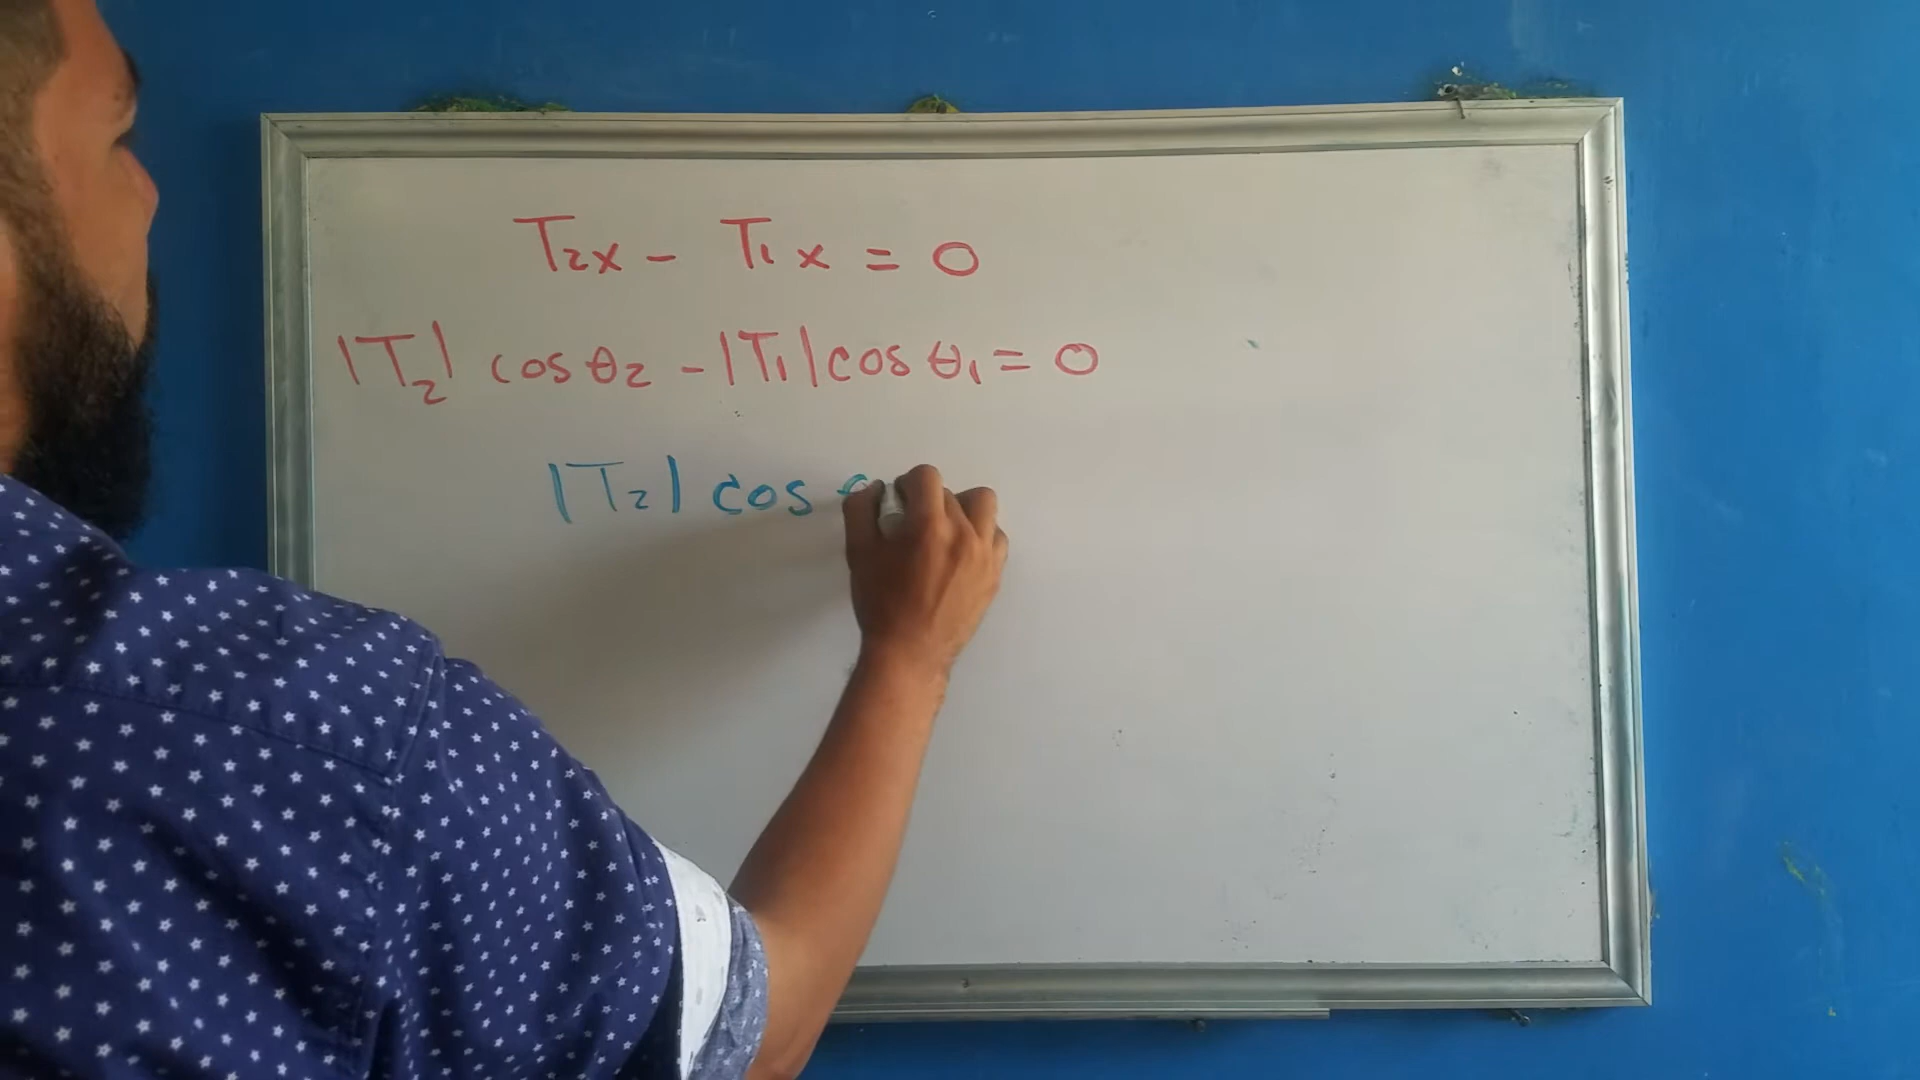 T₂x - T₁x = 0
|T₂| cos θ₂ - |T₁| cos θ₁ = 0
|T₂| cos